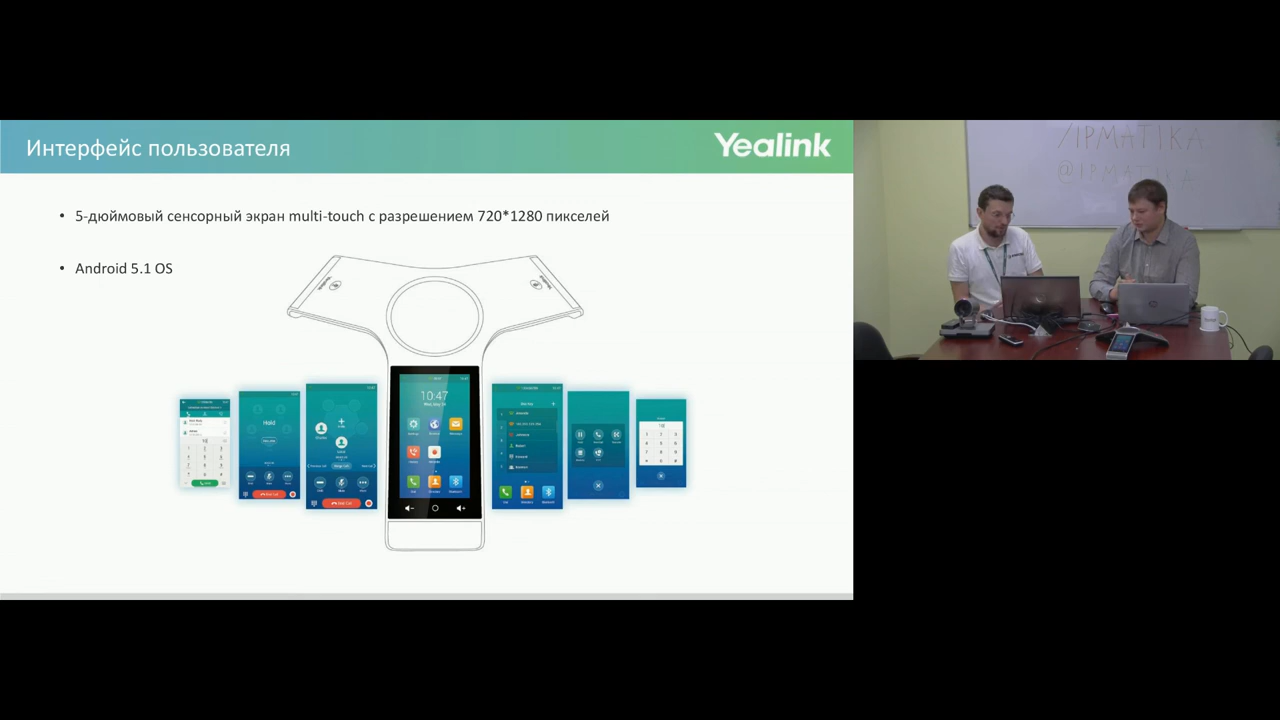 Интерфейс пользователя
Yealink
• 5-дюймовый сенсорный экран multi-touch с разрешением 720*1280 пикселей
• Android 5.1 OS
10:47
Hold
/IPMATIKA
@IPMATIKA